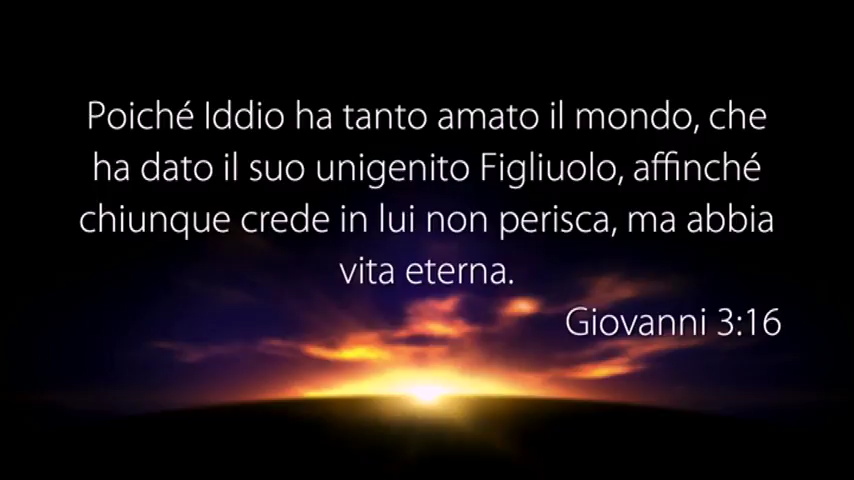 Poiché Iddio ha tanto amato il mondo, che
ha dato il suo unigenito Figliuolo, affinché
chiunque crede in lui non perisca, ma abbia
vita eterna.
Giovanni 3:16